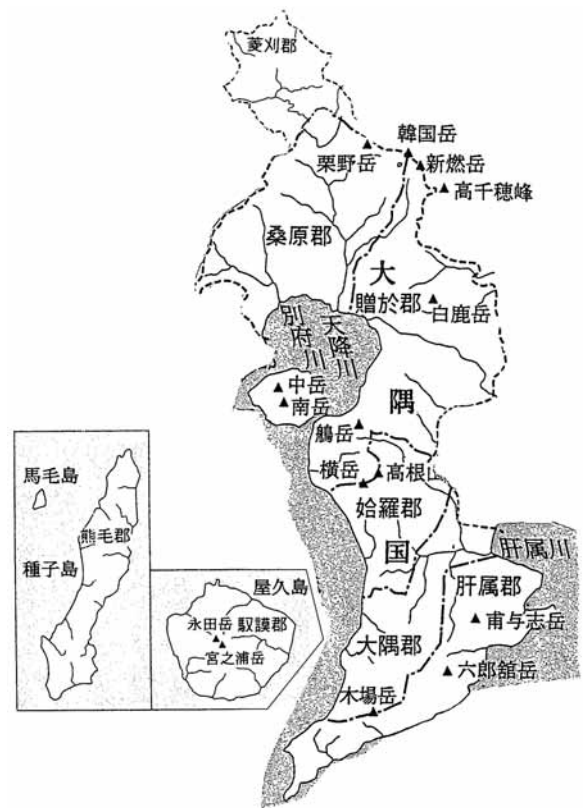 菱刈郡
韓国岳
栗野岳
新燃岳
高千穂峰
桑原郡
大
贈於郡
白鹿岳
別府川
天降川
中岳
南岳
隅
鵃岳
横岳
高根山
姶羅郡
国
肝属川
肝属郡
甫与志岳
大隅郡
六郎舘岳
木場岳
馬毛島
熊毛郡
種子島
屋久島
永田岳
馭謨郡
宮之浦岳